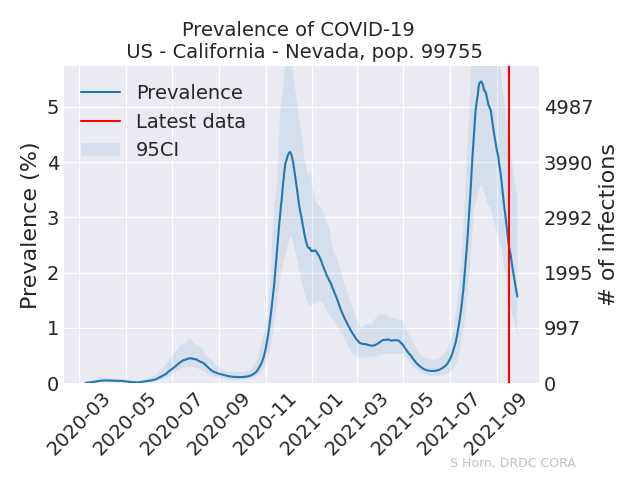 Prevalence of COVID-19
US - California - Nevada, pop. 99755
Prevalence
Latest data
95CI
Prevalence (%)
5
4
3
2
1
0
4987
3990
2992
1995
997
0
# of infections
2020-03
2020-05
2020-07
2020-09
2020-11
2021-01
2021-03
2021-05
2021-07
2021-09
S Horn, DRDC CORA